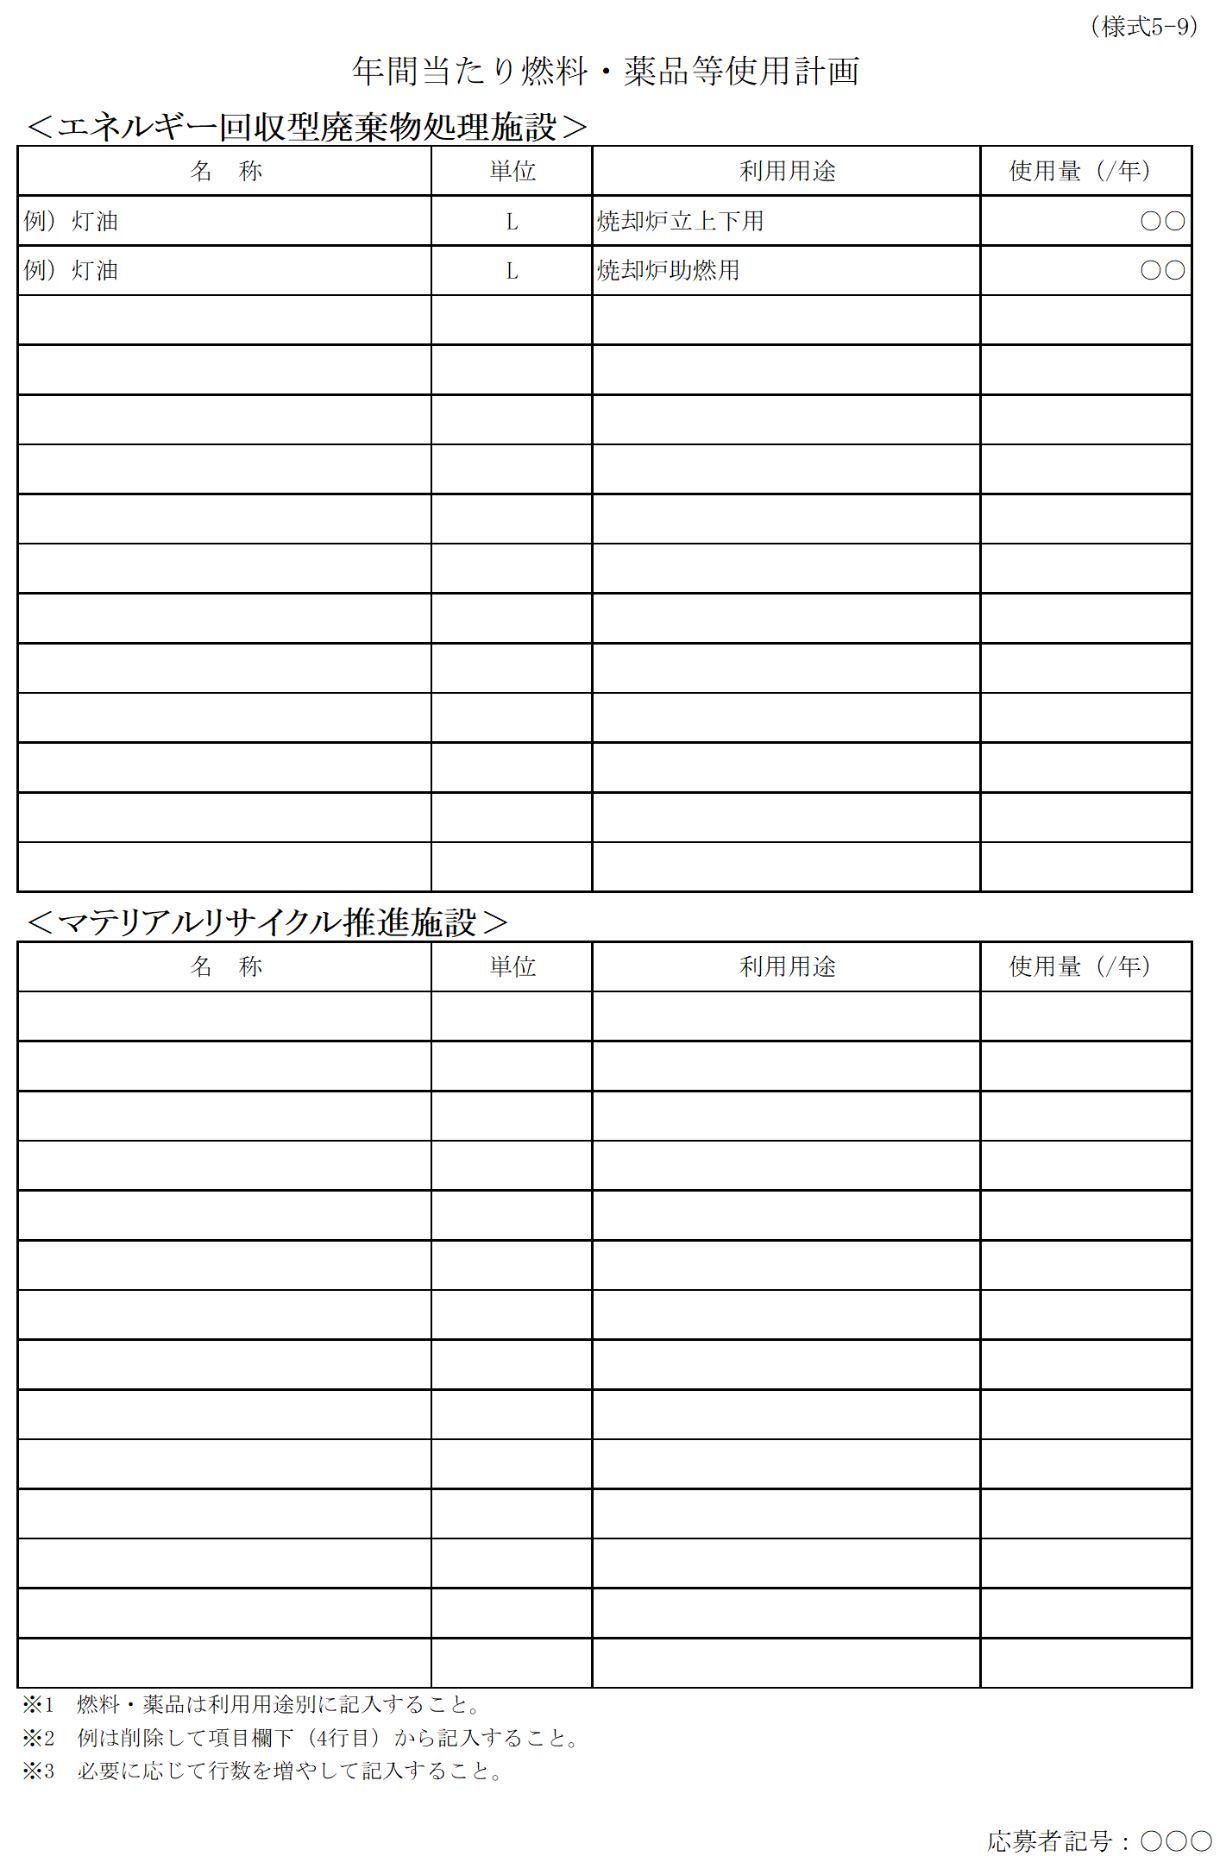 （様式5-9）
年間当たり燃料・薬品等使用計画
＜エネルギー回収型廃棄物処理施設＞
名　称 単位 利用用途 使用量（/年）
例）灯油 L 焼却炉立上下用 〇〇
例）灯油 L 焼却炉助燃用 〇〇
＜マテリアルリサイクル推進施設＞
名　称 単位 利用用途 使用量（/年）
※1　燃料・薬品は利用用途別に記入すること。
※2　例は削除して項目欄下（4行目）から記入すること。
※3　必要に応じて行数を増やして記入すること。
応募者記号：〇〇〇